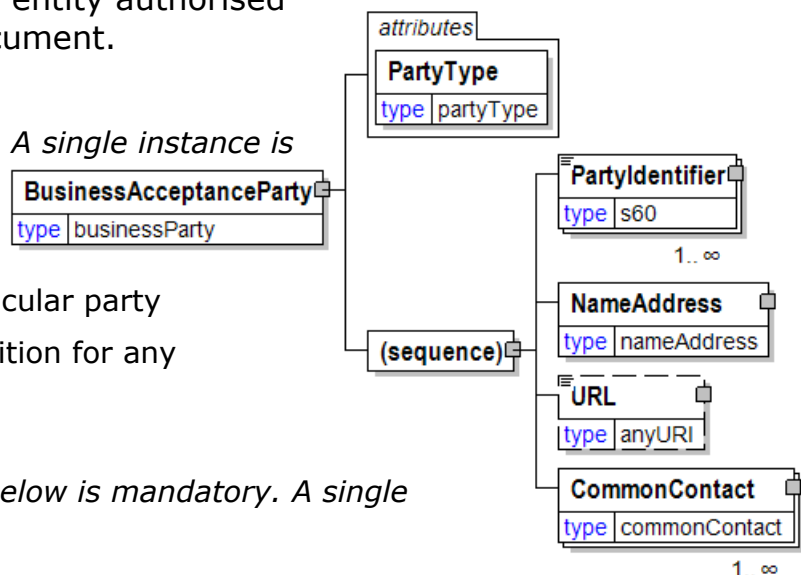 entity authorised
cument.
A single instance is
cular party
ition for any
elow is mandatory. A single
attributes
PartyType
type partyType
BusinessAcceptanceParty
type businessParty
(sequence)
PartyIdentifier
type s60
1.. ∞
NameAddress
type nameAddress
URL
type anyURI
CommonContact
type commonContact
1.. ∞